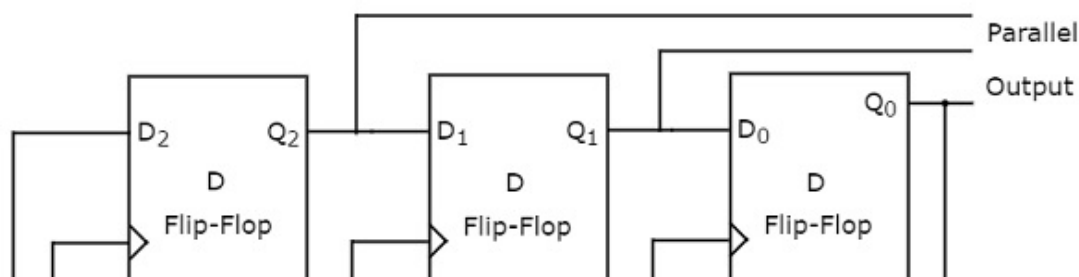 Parallel
Output
D₂
Q₂
D
Flip-Flop
D₁
Q₁
D
Flip-Flop
D₀
Q₀
D
Flip-Flop